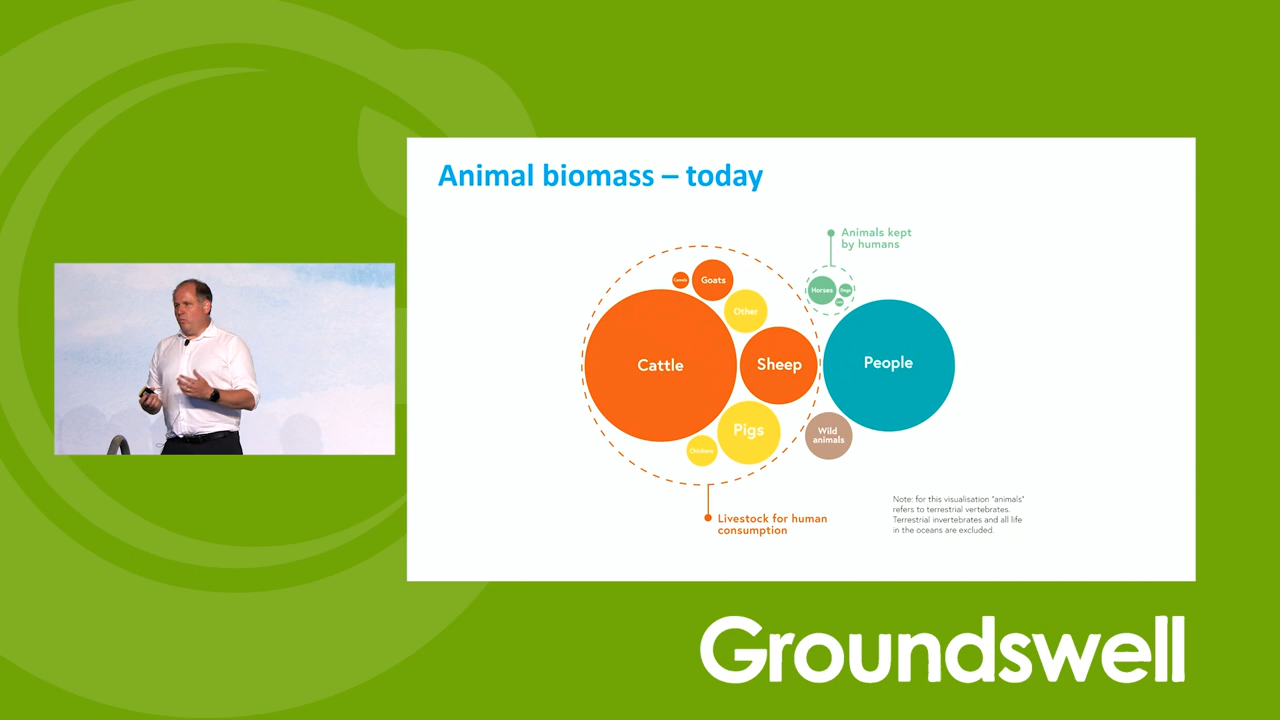 Animal biomass – today
Animals kept
by humans
Camels
Goats
Horses
Dogs
Other
Cattle
Sheep
People
Pigs
Wild
animals
Chickens
Note: for this visualisation "animals"
refers to terrestrial vertebrates.
Terrestrial invertebrates and all life
in the oceans are excluded.
Livestock for human
consumption
Groundswell